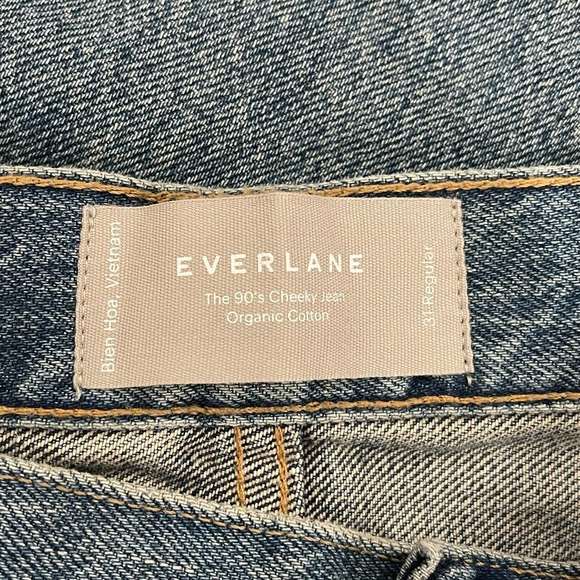 Bien Hoa, Vietnam
EVERLANE
The 90's Cheeky Jean
Organic Cotton
31 Regular